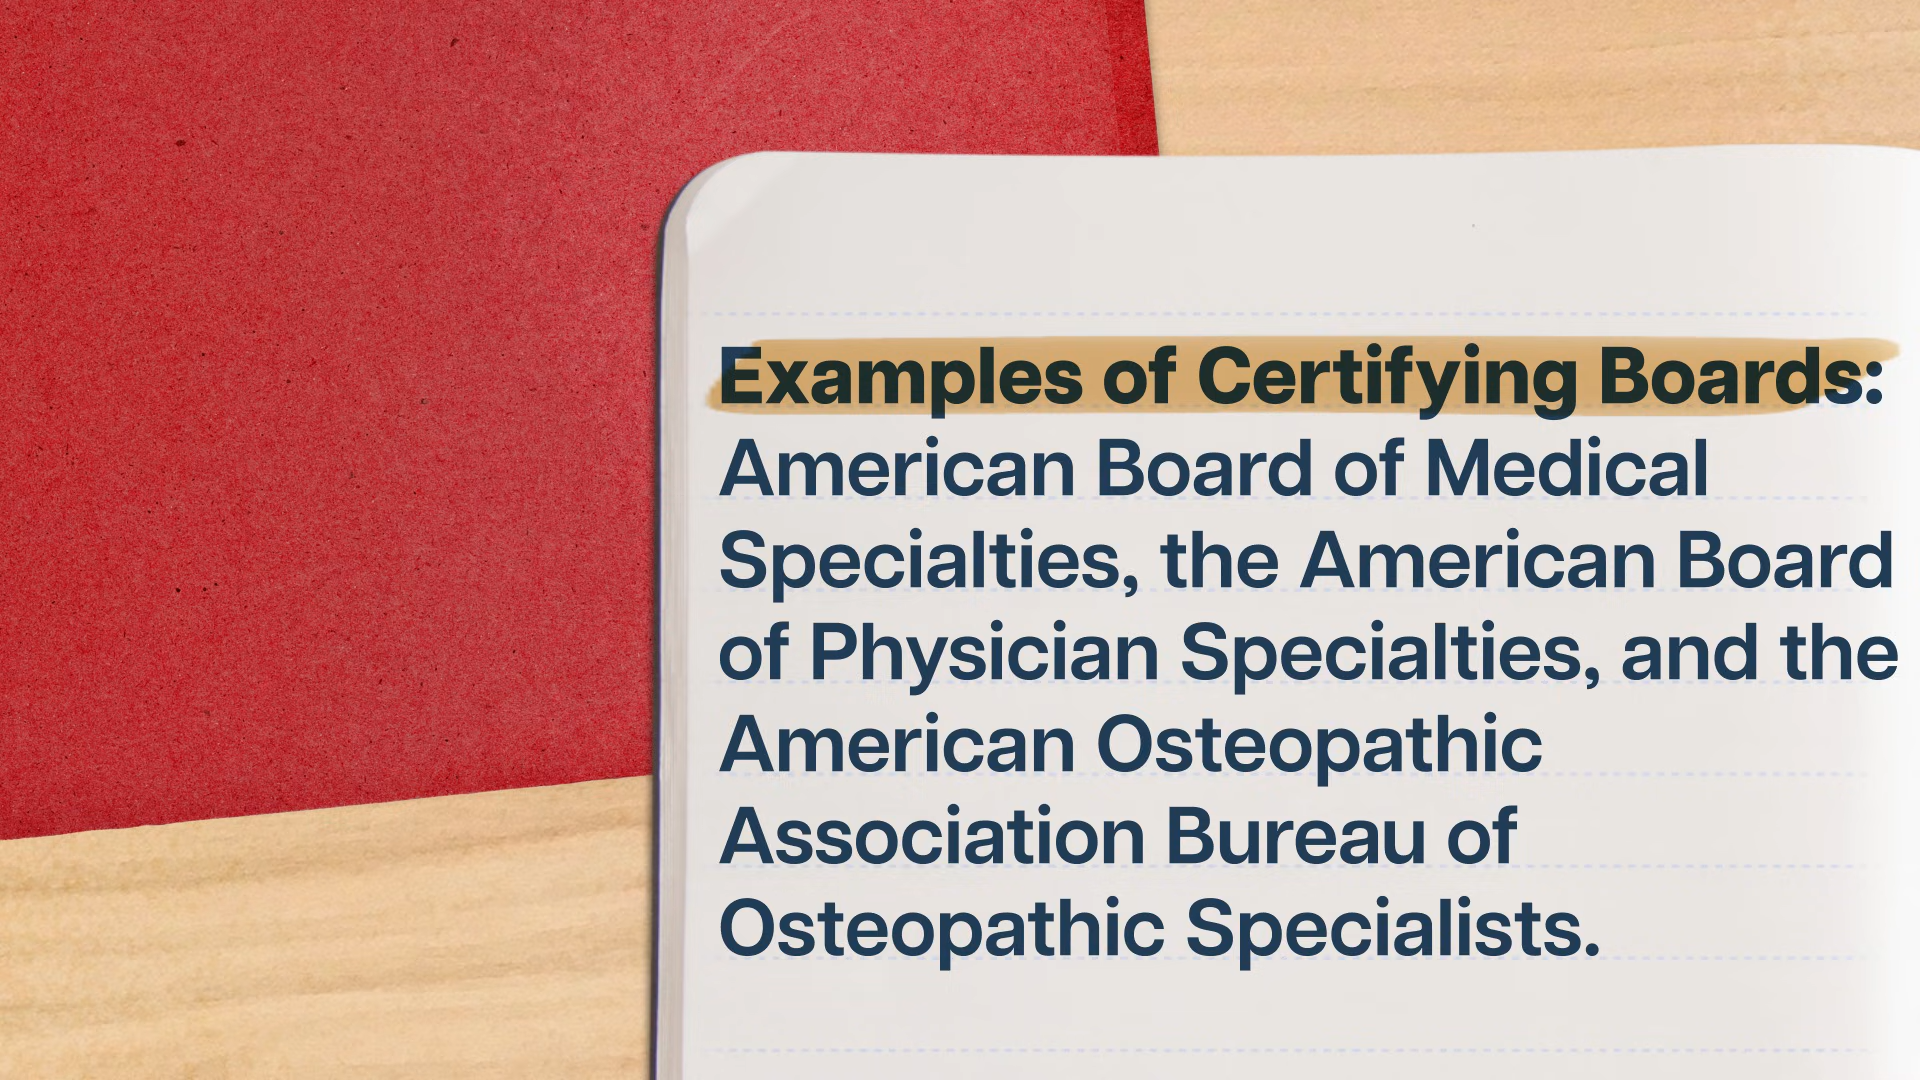 Examples of Certifying Boards:
American Board of Medical
Specialties, the American Board
of Physician Specialties, and the
American Osteopathic
Association Bureau of
Osteopathic Specialists.